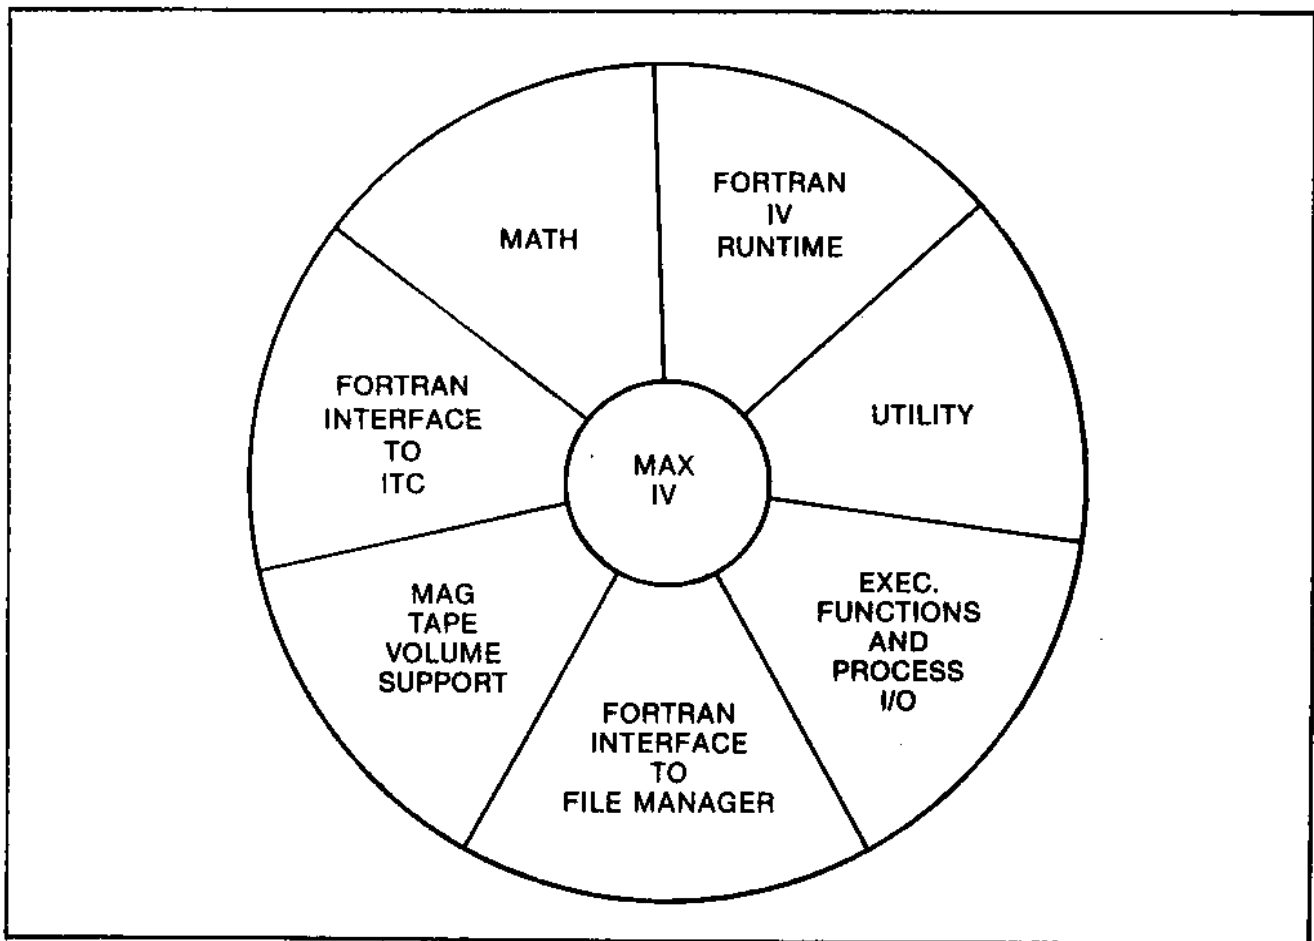 FORTRAN
IV
RUNTIME
MATH
UTILITY
FORTRAN
INTERFACE
TO
ITC
MAX
IV
EXEC.
FUNCTIONS
AND
PROCESS
I/O
MAG
TAPE
VOLUME
SUPPORT
FORTRAN
INTERFACE
TO
FILE MANAGER